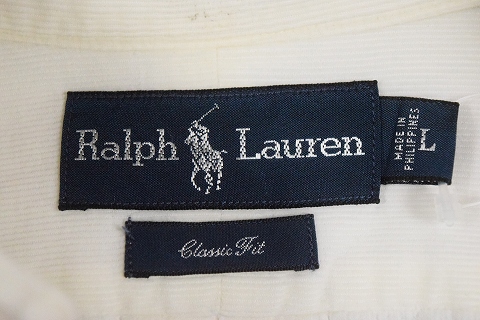 Ralph Lauren
MADE IN
PHILIPPINES
L
Classic Fit